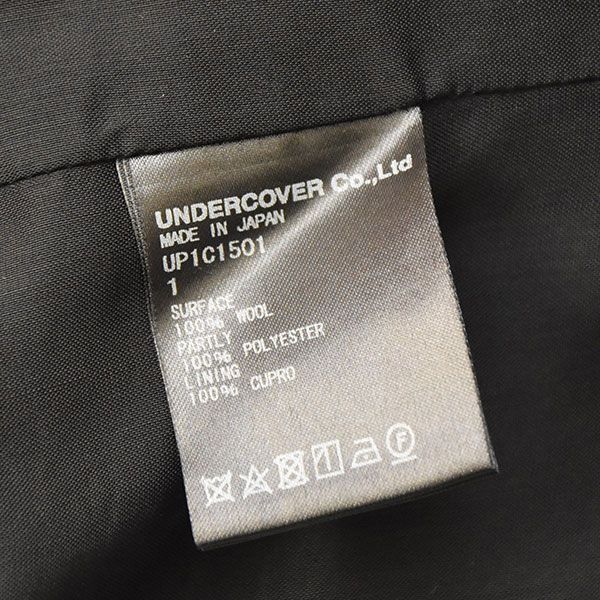 UNDERCOVER Co.,Ltd
MADE IN JAPAN
UP1C1501
1
SURFACE
100% WOOL
PARTLY
100% POLYESTER
LINING
100% CUPRO
F